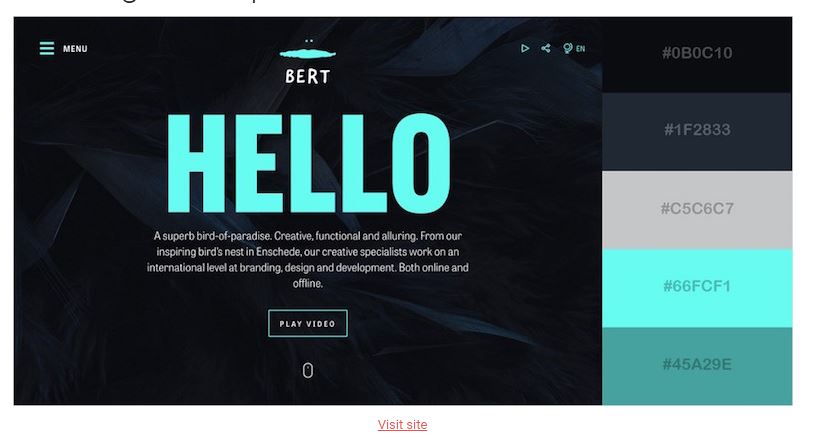 MENU
BERT
EN
HELLO
A superb bird-of-paradise. Creative, functional and alluring. From our
inspiring bird's nest in Enschede, our creative specialists work on an
international level at branding, design and development. Both online and
offline.
PLAY VIDEO
#0B0C10
#1F2833
#C5C6C7
#66FCF1
#45A29E
Visit site